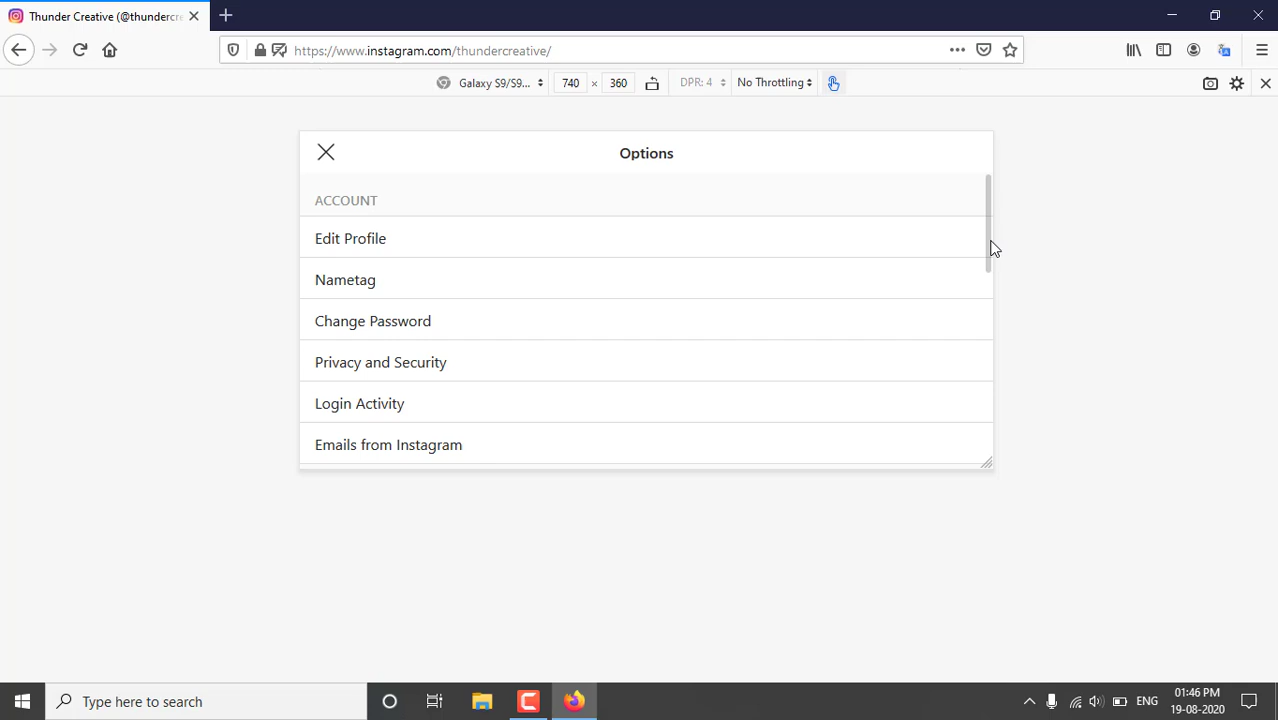 Thunder Creative (@thundercre
https://www.instagram.com/thundercreative/
Galaxy S9/S9... 740 × 360 DPR: 4 No Throttling
Options
ACCOUNT
Edit Profile
Nametag
Change Password
Privacy and Security
Login Activity
Emails from Instagram
Type here to search
ENG
01:46 PM
19-08-2020